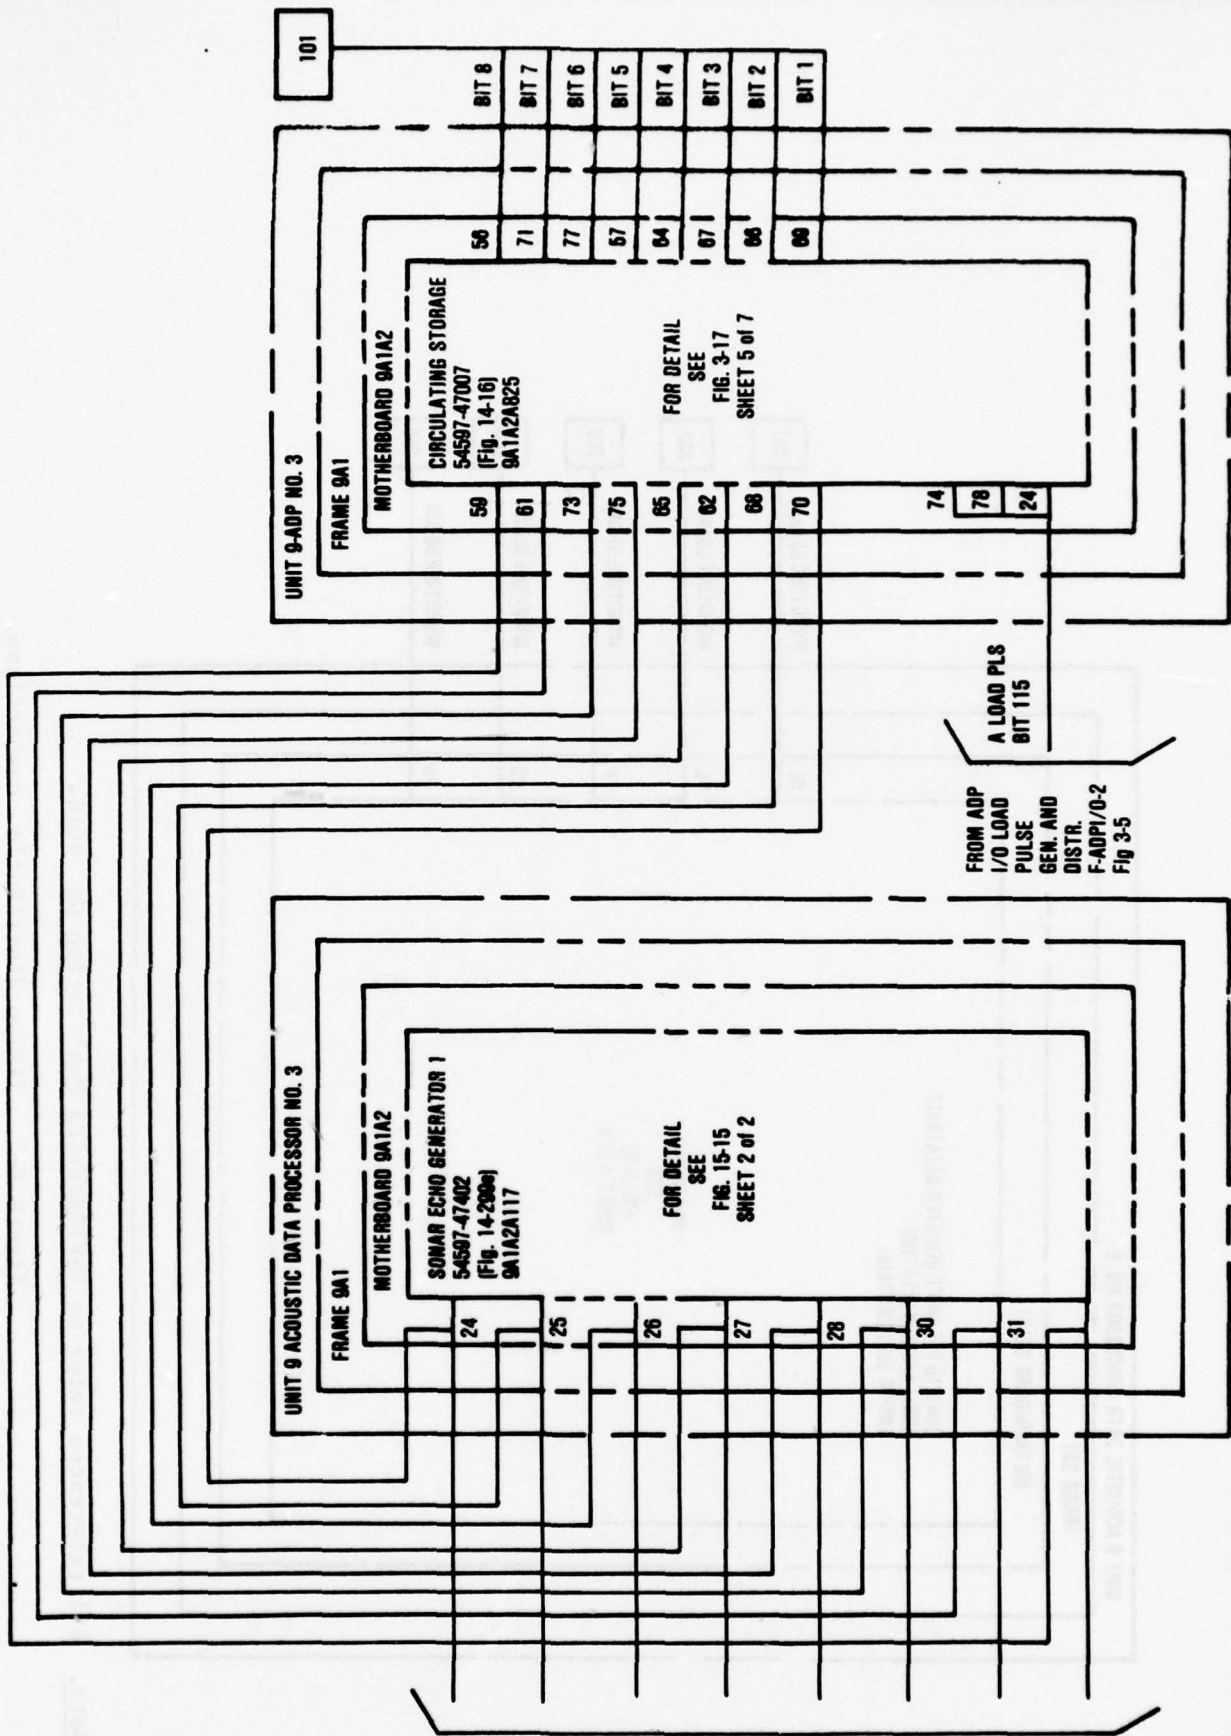 101
BIT 8
BIT 7
BIT 6
BIT 5
BIT 4
BIT 3
BIT 2
BIT 1
UNIT 9-ADP NO. 3
FRAME 9A1
MOTHERBOARD 9A1A2
CIRCULATING STORAGE
54597-47007
(Fig. 14-16)
9A1A2A825
FOR DETAIL
SEE
FIG. 3-17
SHEET 5 of 7
56
71
77
57
64
67
66
69
59
61
73
75
65
62
68
70
74
78
24
A LOAD PLS
BIT 115
FROM ADP
I/O LOAD
PULSE
GEN. AND
DISTR.
F-ADPI/O-2
Fig 3-5
UNIT 9 ACOUSTIC DATA PROCESSOR NO. 3
FRAME 9A1
MOTHERBOARD 9A1A2
SONAR ECHO GENERATOR 1
54597-47402
(Fig. 14-299e)
9A1A2A117
FOR DETAIL
SEE
FIG. 15-15
SHEET 2 of 2
24
25
26
27
28
30
31